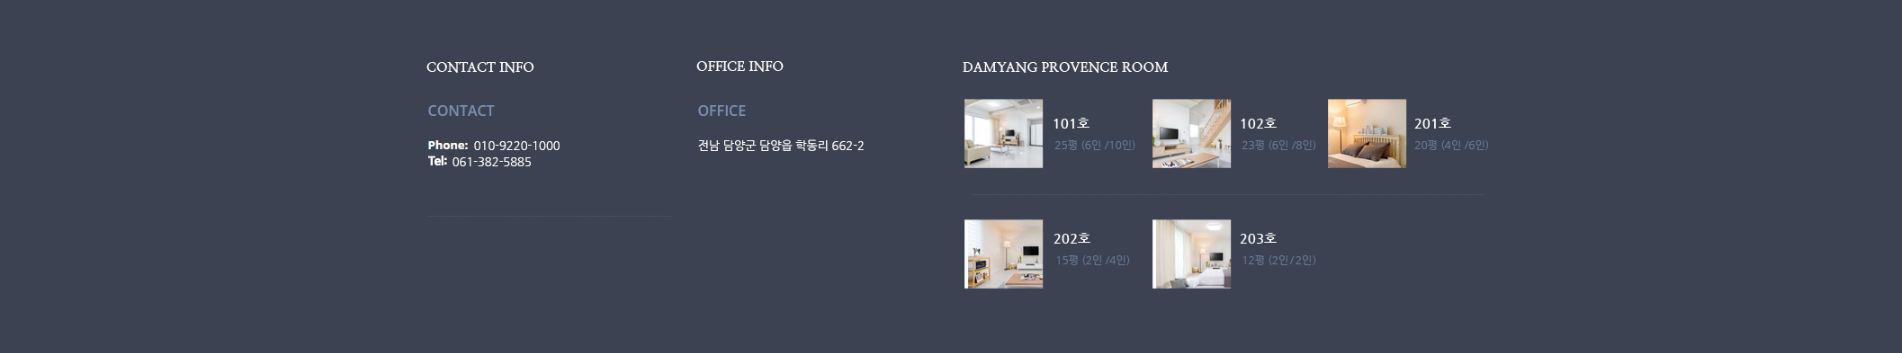 CONTACT INFO
CONTACT
Phone: 010-9220-1000
Tel: 061-382-5885
OFFICE INFO
OFFICE
전남 담양군 담양읍 학동리 662-2
DAMYANG PROVENCE ROOM
101호
25평 (6인 /10인)
102호
23평 (6인 /8인)
201호
20평 (4인 /6인)
202호
15평 (2인 /4인)
203호
12평 (2인 / 2인)